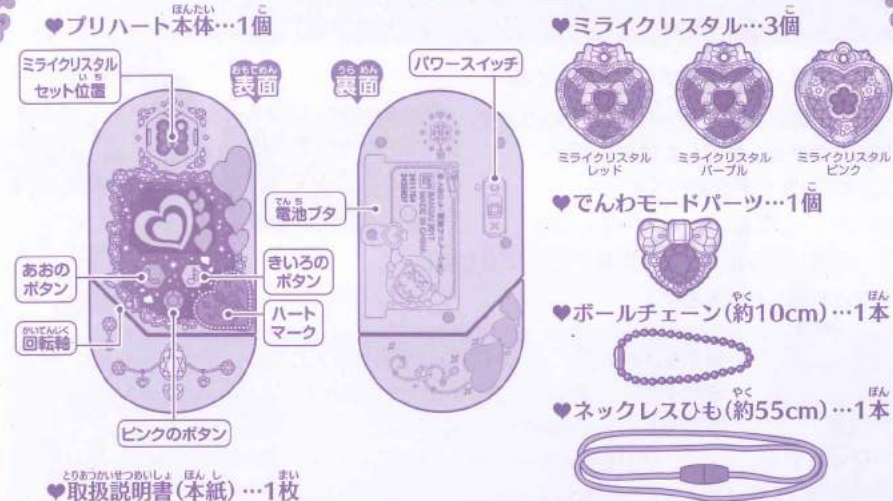 ♥プリハート本体…1個
ミライクリスタル
セット位置
表面
裏面
パワースイッチ
電池ブタ
あおの
ボタン
きいろの
ボタン
ハート
マーク
回転軸
ピンクのボタン
♥取扱説明書(本紙)…1枚
♥ミライクリスタル…3個
ミライクリスタル
レッド
ミライクリスタル
パープル
ミライクリスタル
ピンク
♥でんわモードパーツ…1個
♥ボールチェーン(約10cm)…1本
♥ネックレスひも(約55cm)…1本